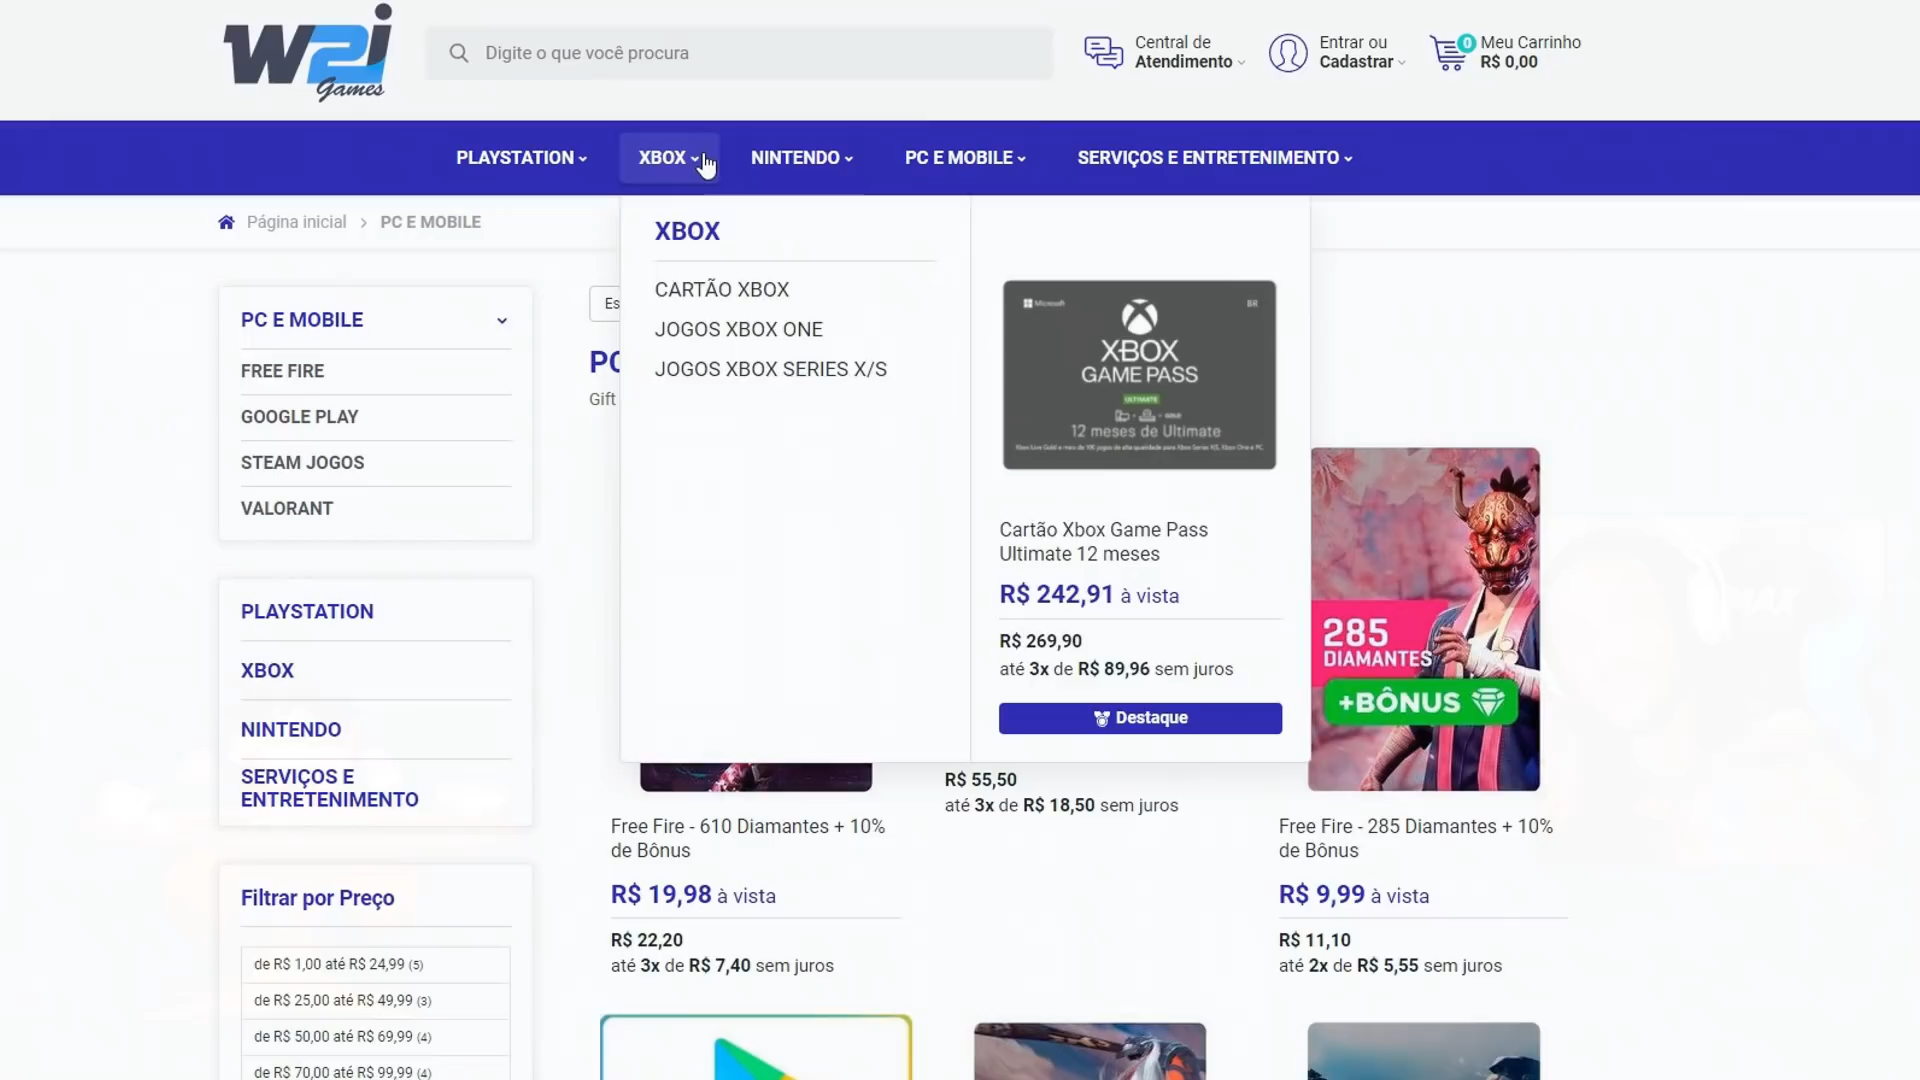 W2i
Games
Digite o que você procura
Central de
Atendimento
Entrar ou
Cadastrar
0
Meu Carrinho
R$ 0,00
PLAYSTATION
XBOX
NINTENDO
PC E MOBILE
SERVIÇOS E ENTRETENIMENTO
Página inicial > PC E MOBILE
PC E MOBILE
FREE FIRE
GOOGLE PLAY
STEAM JOGOS
VALORANT
PLAYSTATION
XBOX
NINTENDO
SERVIÇOS E
ENTRETENIMENTO
Filtrar por Preço
de R$ 1,00 até R$ 24,99 (5)
de R$ 25,00 até R$ 49,99 (3)
de R$ 50,00 até R$ 69,99 (4)
de R$ 70,00 até R$ 99,99 (4)
Es
PC
Gift
XBOX
CARTÃO XBOX
JOGOS XBOX ONE
JOGOS XBOX SERIES X/S
Microsoft
BR
XBOX
GAME PASS
ULTIMATE
12 meses de Ultimate
Cartão Xbox Game Pass
Ultimate 12 meses
R$ 242,91 à vista
R$ 269,90
até 3x de R$ 89,96 sem juros
Destaque
285
DIAMANTES
+BÔNUS
R$ 55,50
até 3x de R$ 18,50 sem juros
Free Fire - 610 Diamantes + 10%
de Bônus
R$ 19,98 à vista
R$ 22,20
até 3x de R$ 7,40 sem juros
Free Fire - 285 Diamantes + 10%
de Bônus
R$ 9,99 à vista
R$ 11,10
até 2x de R$ 5,55 sem juros